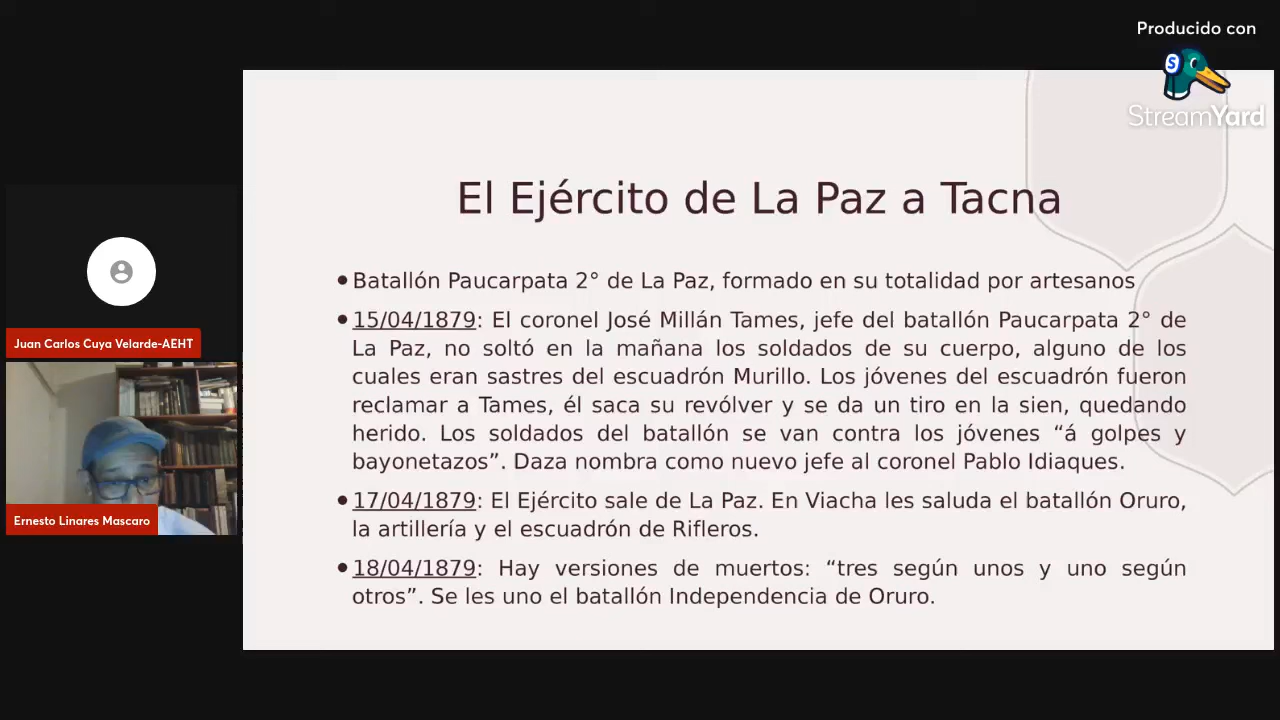 Producido con
StreamYard
El Ejército de La Paz a Tacna
•Batallón Paucarpata 2° de La Paz, formado en su totalidad por artesanos
•15/04/1879: El coronel José Millán Tames, jefe del batallón Paucarpata 2° de
La Paz, no soltó en la mañana los soldados de su cuerpo, alguno de los
cuales eran sastres del escuadrón Murillo. Los jóvenes del escuadrón fueron
reclamar a Tames, él saca su revólver y se da un tiro en la sien, quedando
herido. Los soldados del batallón se van contra los jóvenes “á golpes y
bayonetazos”. Daza nombra como nuevo jefe al coronel Pablo Idiaques.
•17/04/1879: El Ejército sale de La Paz. En Viacha les saluda el batallón Oruro,
la artillería y el escuadrón de Rifleros.
•18/04/1879: Hay versiones de muertos: “tres según unos y uno según
otros”. Se les uno el batallón Independencia de Oruro.
Juan Carlos Cuya Velarde-AEHT
Ernesto Linares Mascaro